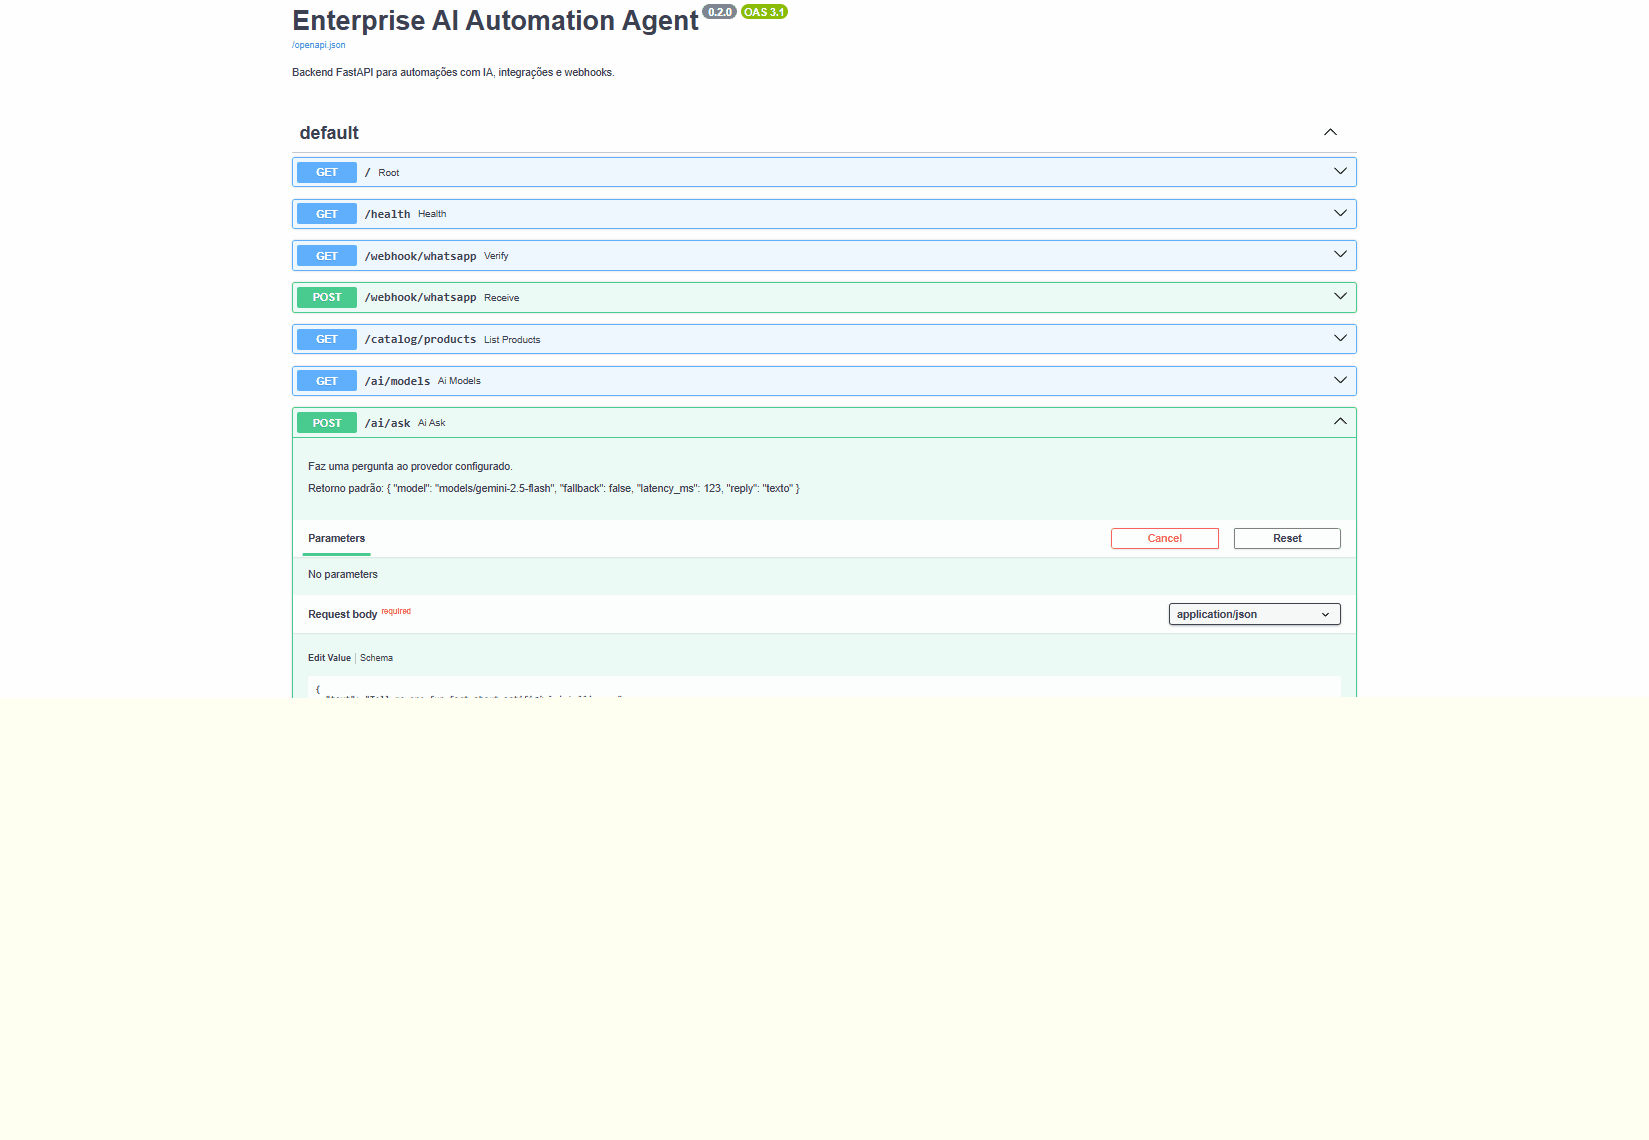 Enterprise AI Automation Agent 0.2.0 OAS 3.1
/openapi.json
Backend FastAPI para automações com IA, integrações e webhooks.
default
GET / Root
GET /health Health
GET /webhook/whatsapp Verify
POST /webhook/whatsapp Receive
GET /catalog/products List Products
GET /ai/models Ai Models
POST /ai/ask Ai Ask
Faz uma pergunta ao provedor configurado.
Retorno padrão: { "model": "models/gemini-2.5-flash", "fallback": false, "latency_ms": 123, "reply": "texto" }
Parameters Cancel Reset
No parameters
Request body required application/json
Edit Value Schema
{